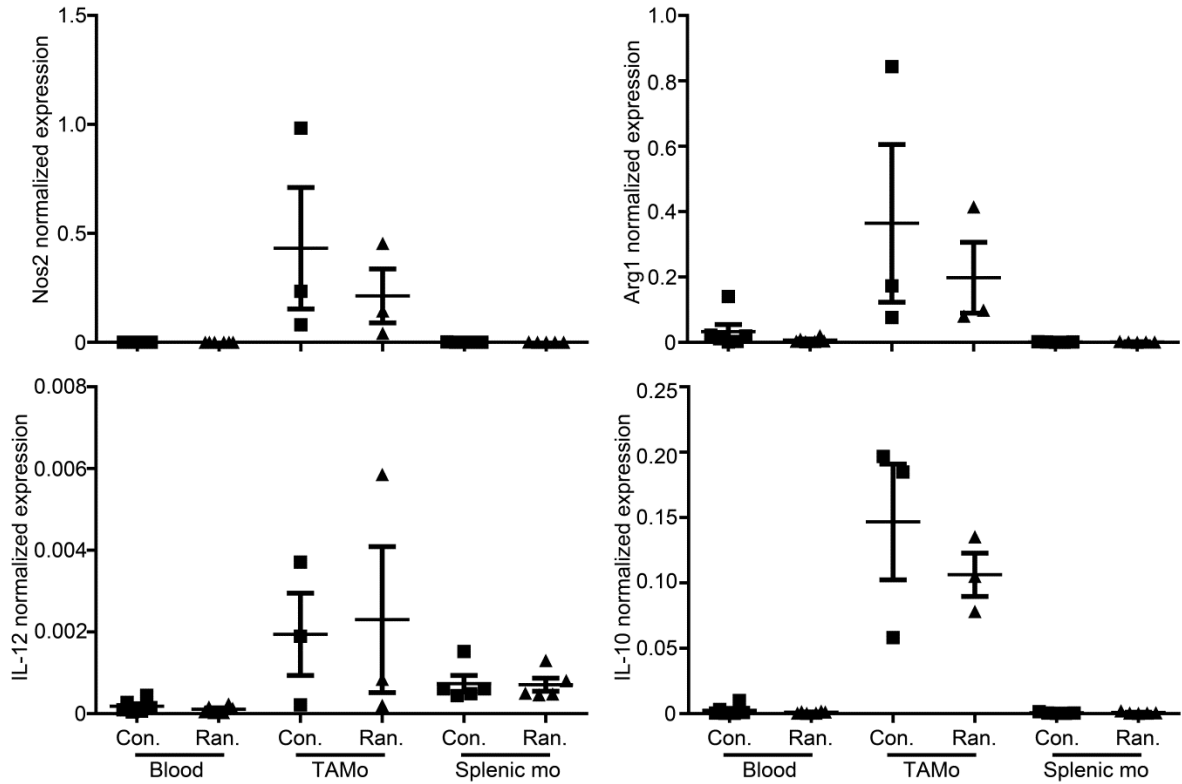 Nos2 normalized expression
1.5
1.0
0.5
0
Arg1 normalized expression
1.0
0.8
0.6
0.4
0.2
0
IL-12 normalized expression
0.008
0.006
0.004
0.002
0
Con. Ran. Con. Ran. Con. Ran.
Blood TAMo Splenic mo
IL-10 normalized expression
0.25
0.20
0.15
0.10
0.05
0
Con. Ran. Con. Ran. Con. Ran.
Blood TAMo Splenic mo